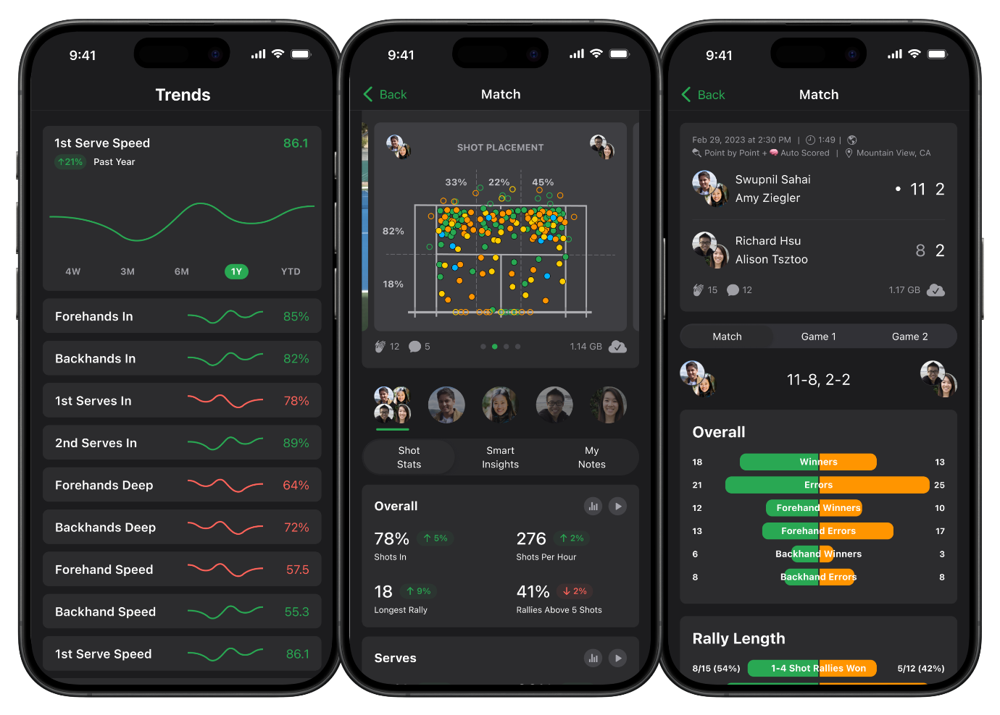 9:41
Trends
1st Serve Speed
86.1
↑21% Past Year
4W 3M 6M 1Y YTD
Forehands In 85%
Backhands In 82%
1st Serves In 78%
2nd Serves In 89%
Forehands Deep 64%
Backhands Deep 72%
Forehand Speed 57.5
Backhand Speed 55.3
1st Serve Speed 86.1
9:41
Back
Match
SHOT PLACEMENT
33% 22% 45%
82%
18%
12 5 1.14 GB
Shot
Stats
Smart
Insights
My
Notes
Overall
78% ↑ 5%
Shots In
276 ↑ 2%
Shots Per Hour
18 ↑ 9%
Longest Rally
41% ↓ 2%
Rallies Above 5 Shots
Serves
9:41
Back
Match
Feb 29, 2023 at 2:30 PM | 1:49 |
Point by Point + Auto Scored | Mountain View, CA
Swupnil Sahai
Amy Ziegler
• 11 2
Richard Hsu
Alison Tsztoo
8 2
15 12 1.17 GB
Match Game 1 Game 2
11-8, 2-2
Overall
18 Winners 13
21 Errors 25
12 Forehand Winners 10
13 Forehand Errors 17
6 Backhand Winners 3
8 Backhand Errors 8
Rally Length
8/15 (54%) 1-4 Shot Rallies Won 5/12 (42%)